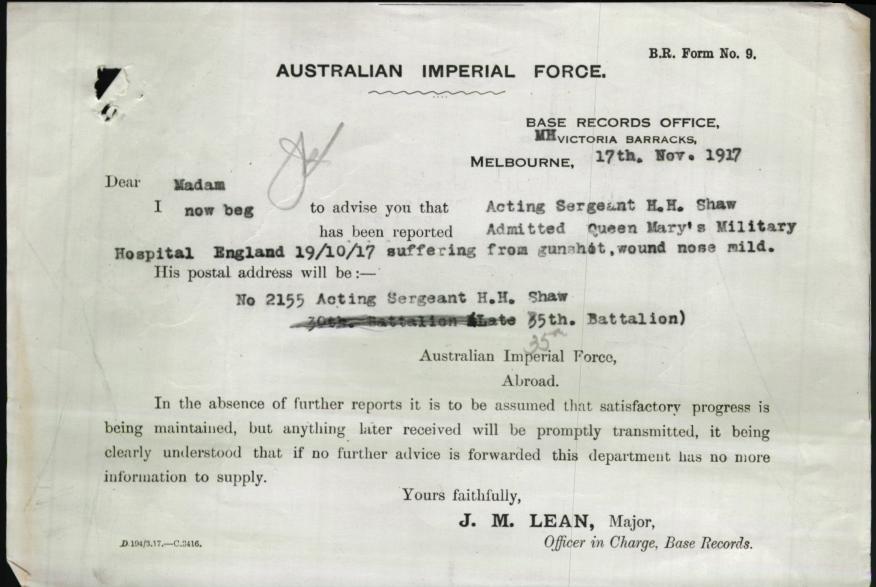 B.R. Form No. 9.
AUSTRALIAN IMPERIAL FORCE.
BASE RECORDS OFFICE,
MH VICTORIA BARRACKS,
MELBOURNE, 17th. Nov. 1917
Dear Madam
I now beg to advise you that Acting Sergeant H.H. Shaw
has been reported Admitted Queen Mary's Military
Hospital England 19/10/17 suffering from gunshot,wound nose mild.
His postal address will be:—
No 2155 Acting Sergeant H.H. Shaw
30th. Battalion (Late 35th. Battalion)
35th
Australian Imperial Force,
Abroad.
In the absence of further reports it is to be assumed that satisfactory progress is
being maintained, but anything later received will be promptly transmitted, it being
clearly understood that if no further advice is forwarded this department has no more
information to supply.
Yours faithfully,
J. M. LEAN, Major,
Officer in Charge, Base Records.
D.194/3.17.—C.3416.